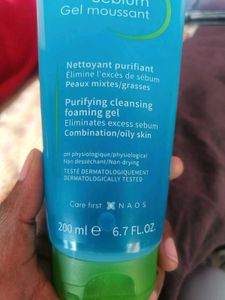 Sébium
Gel moussant
Nettoyant purifiant
Élimine l'excès de sébum
Peaux mixtes/grasses
Purifying cleansing
foaming gel
Eliminates excess sebum
Combination/oily skin
pH physiologique/physiological
Non desséchant/Non-drying
TESTÉ DERMATOLOGIQUEMENT
DERMATOLOGICALLY TESTED
Care first NAOS
200 ml e 6.7 FL.OZ.